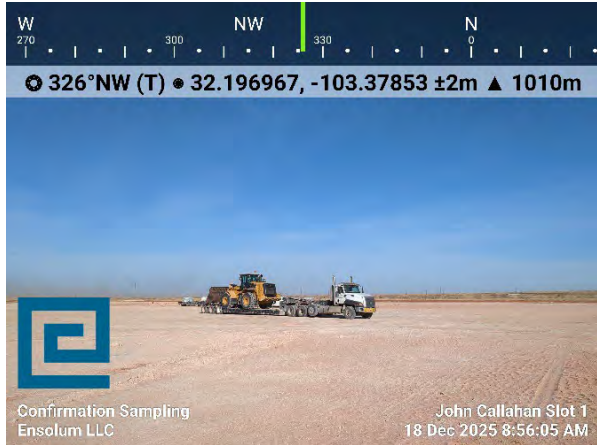 W NW N
270 300 330 0
326°NW (T) 32.196967, -103.37853 ±2m ▲ 1010m
Confirmation Sampling
Ensolum LLC
John Callahan Slot 1
18 Dec 2025 8:56:05 AM